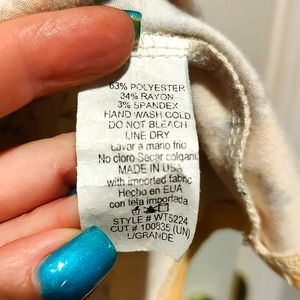 63% POLYESTER
34% RAYON
3% SPANDEX
HAND WASH COLD
DO NOT BLEACH
LINE DRY
Lavar a mano frio
No cloro Secar colgand
MADE IN USA
with imported fabric
Hecho en EUA
con tela importada
STYLE # WT5224
CUT # 100835 (UN)
L/GRANDE